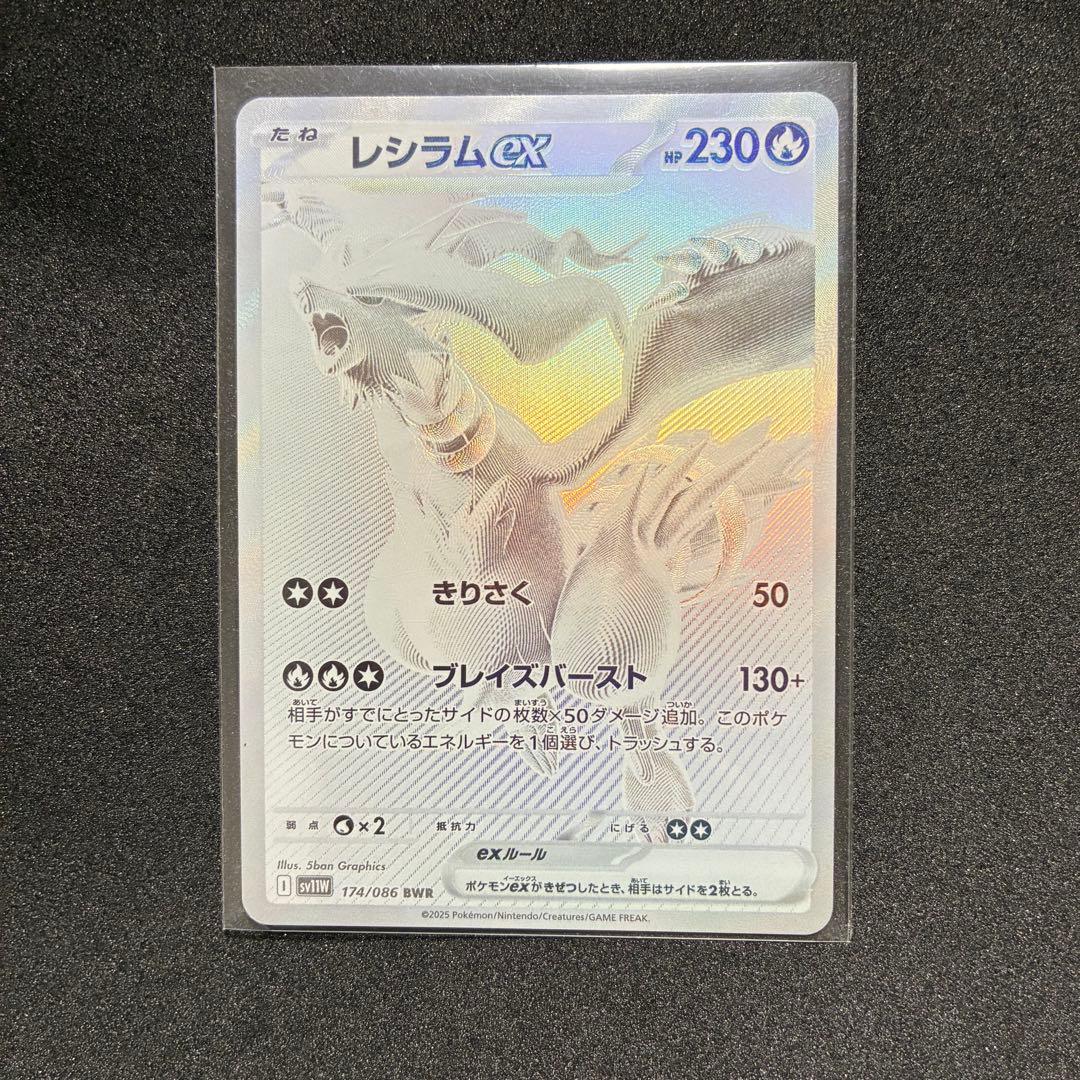 たね レシラムex HP 230
きりさく 50
ブレイズバースト 130+
相手がすでにとったサイドの枚数×50ダメージ追加。このポケ
モンについているエネルギーを1個選び、トラッシュする。
弱点 ×2 抵抗力 にげる
exルール
Illus. 5ban Graphics
ポケモンexがきぜつしたとき、相手はサイドを2枚とる。
I sv11W 174/086 BWR
©2025 Pokémon/Nintendo/Creatures/GAME FREAK.